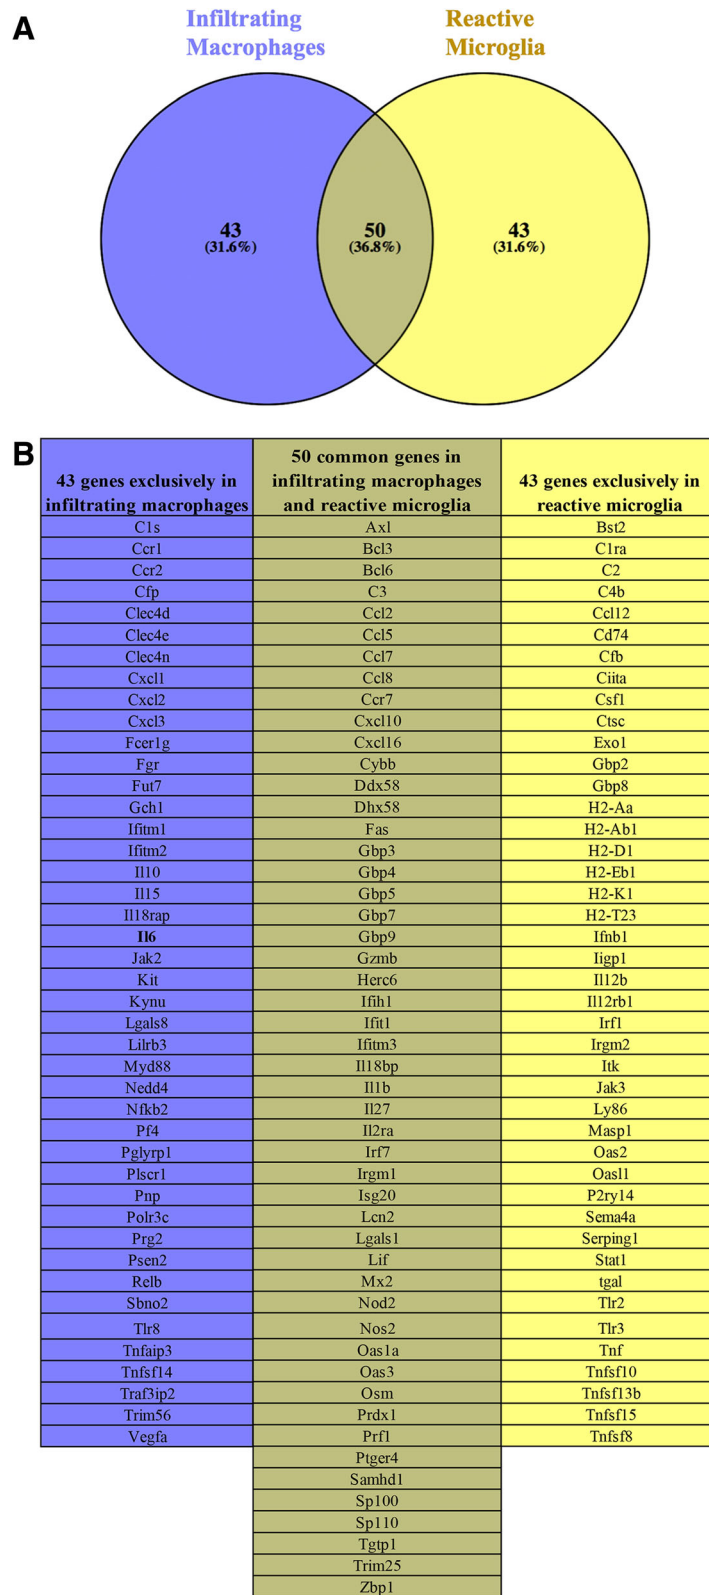 A
Infiltrating
Macrophages
Reactive
Microglia
43
(31.6%)
50
(36.8%)
43
(31.6%)
B
43 genes exclusively in
infiltrating macrophages
50 common genes in
infiltrating macrophages
and reactive microglia
43 genes exclusively in
reactive microglia
C1s Axl Bst2
Ccr1 Bcl3 C1ra
Ccr2 Bcl6 C2
Cfp C3 C4b
Clec4d Ccl2 Ccl12
Clec4e Ccl5 Cd74
Clec4n Ccl7 Cfb
Cxcl1 Ccl8 Ciita
Cxcl2 Ccr7 Csf1
Cxcl3 Cxcl10 Ctsc
Fcer1g Cxcl16 Exo1
Fgr Cybb Gbp2
Fut7 Ddx58 Gbp8
Gch1 Dhx58 H2-Aa
Ifitm1 Fas H2-Ab1
Ifitm2 Gbp3 H2-D1
Il10 Gbp4 H2-Eb1
Il15 Gbp5 H2-K1
Il18rap Gbp7 H2-T23
Il6 Gbp9 Ifnb1
Jak2 Gzmb Iigp1
Kit Herc6 Il12b
Kynu Ifih1 Il12rb1
Lgals8 Ifit1 Irf1
Lilrb3 Ifitm3 Irgm2
Myd88 Il18bp Itk
Nedd4 Il1b Jak3
Nfkb2 Il27 Ly86
Pf4 Il2ra Masp1
Pglyrp1 Irf7 Oas2
Plscr1 Irgm1 Oasl1
Pnp Isg20 P2ry14
Polr3c Lcn2 Sema4a
Prg2 Lgals1 Serping1
Psen2 Lif Stat1
Relb Mx2 tgal
Sbno2 Nod2 Tlr2
Tlr8 Nos2 Tlr3
Tnfaip3 Oas1a Tnf
Tnfsf14 Oas3 Tnfsf10
Traf3ip2 Osm Tnfsf13b
Trim56 Prdx1 Tnfsf15
Vegfa Prf1 Tnfsf8
Ptger4
Samhd1
Sp100
Sp110
Tgtp1
Trim25
Zbp1